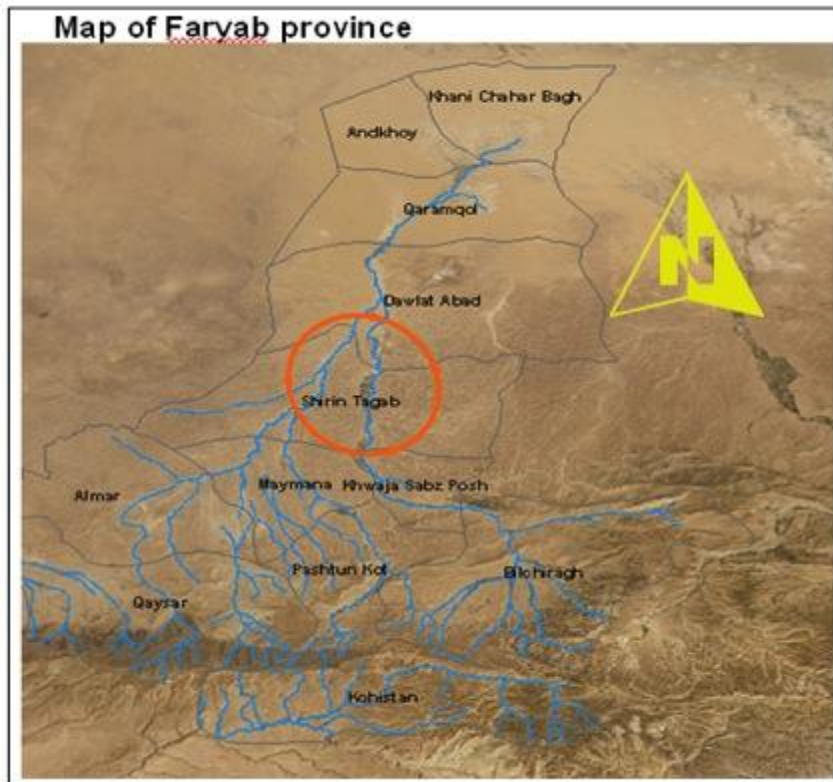 Map of Faryab province
Khani Chahar Bagh
Andkhoy
Qaramqol
N
Dawlat Abad
Shirin Tagab
Almar
Maymana
Khwaja Sabz Posh
Pashtun Kot
Bilchiragh
Qaysar
Kohistan